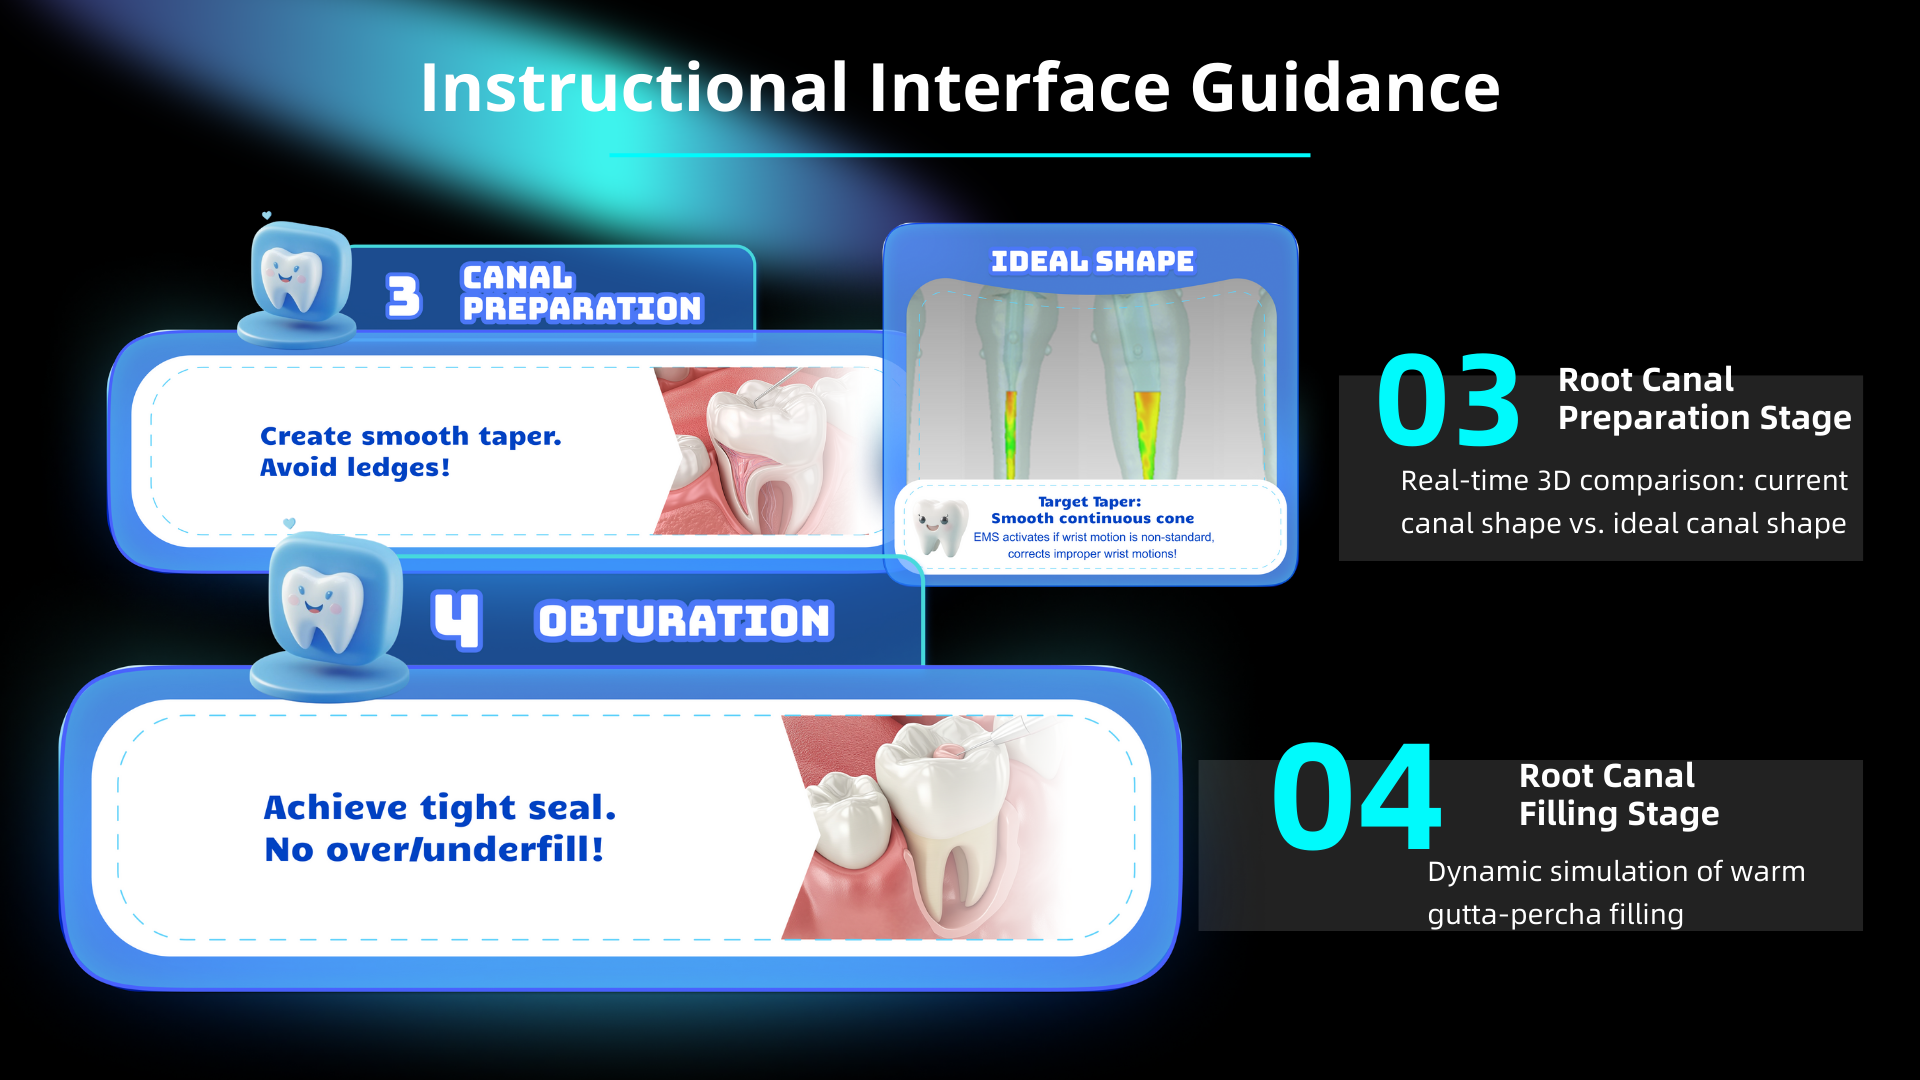 Instructional Interface Guidance
3
CANAL
PREPARATION
Create smooth taper.
Avoid ledges!
IDEAL SHAPE
Target Taper:
Smooth continuous cone
EMS activates if wrist motion is non-standard,
corrects improper wrist motions!
03
Root Canal
Preparation Stage
Real-time 3D comparison: current
canal shape vs. ideal canal shape
4
OBTURATION
Achieve tight seal.
No over/underfill!
04
Root Canal
Filling Stage
Dynamic simulation of warm
gutta-percha filling